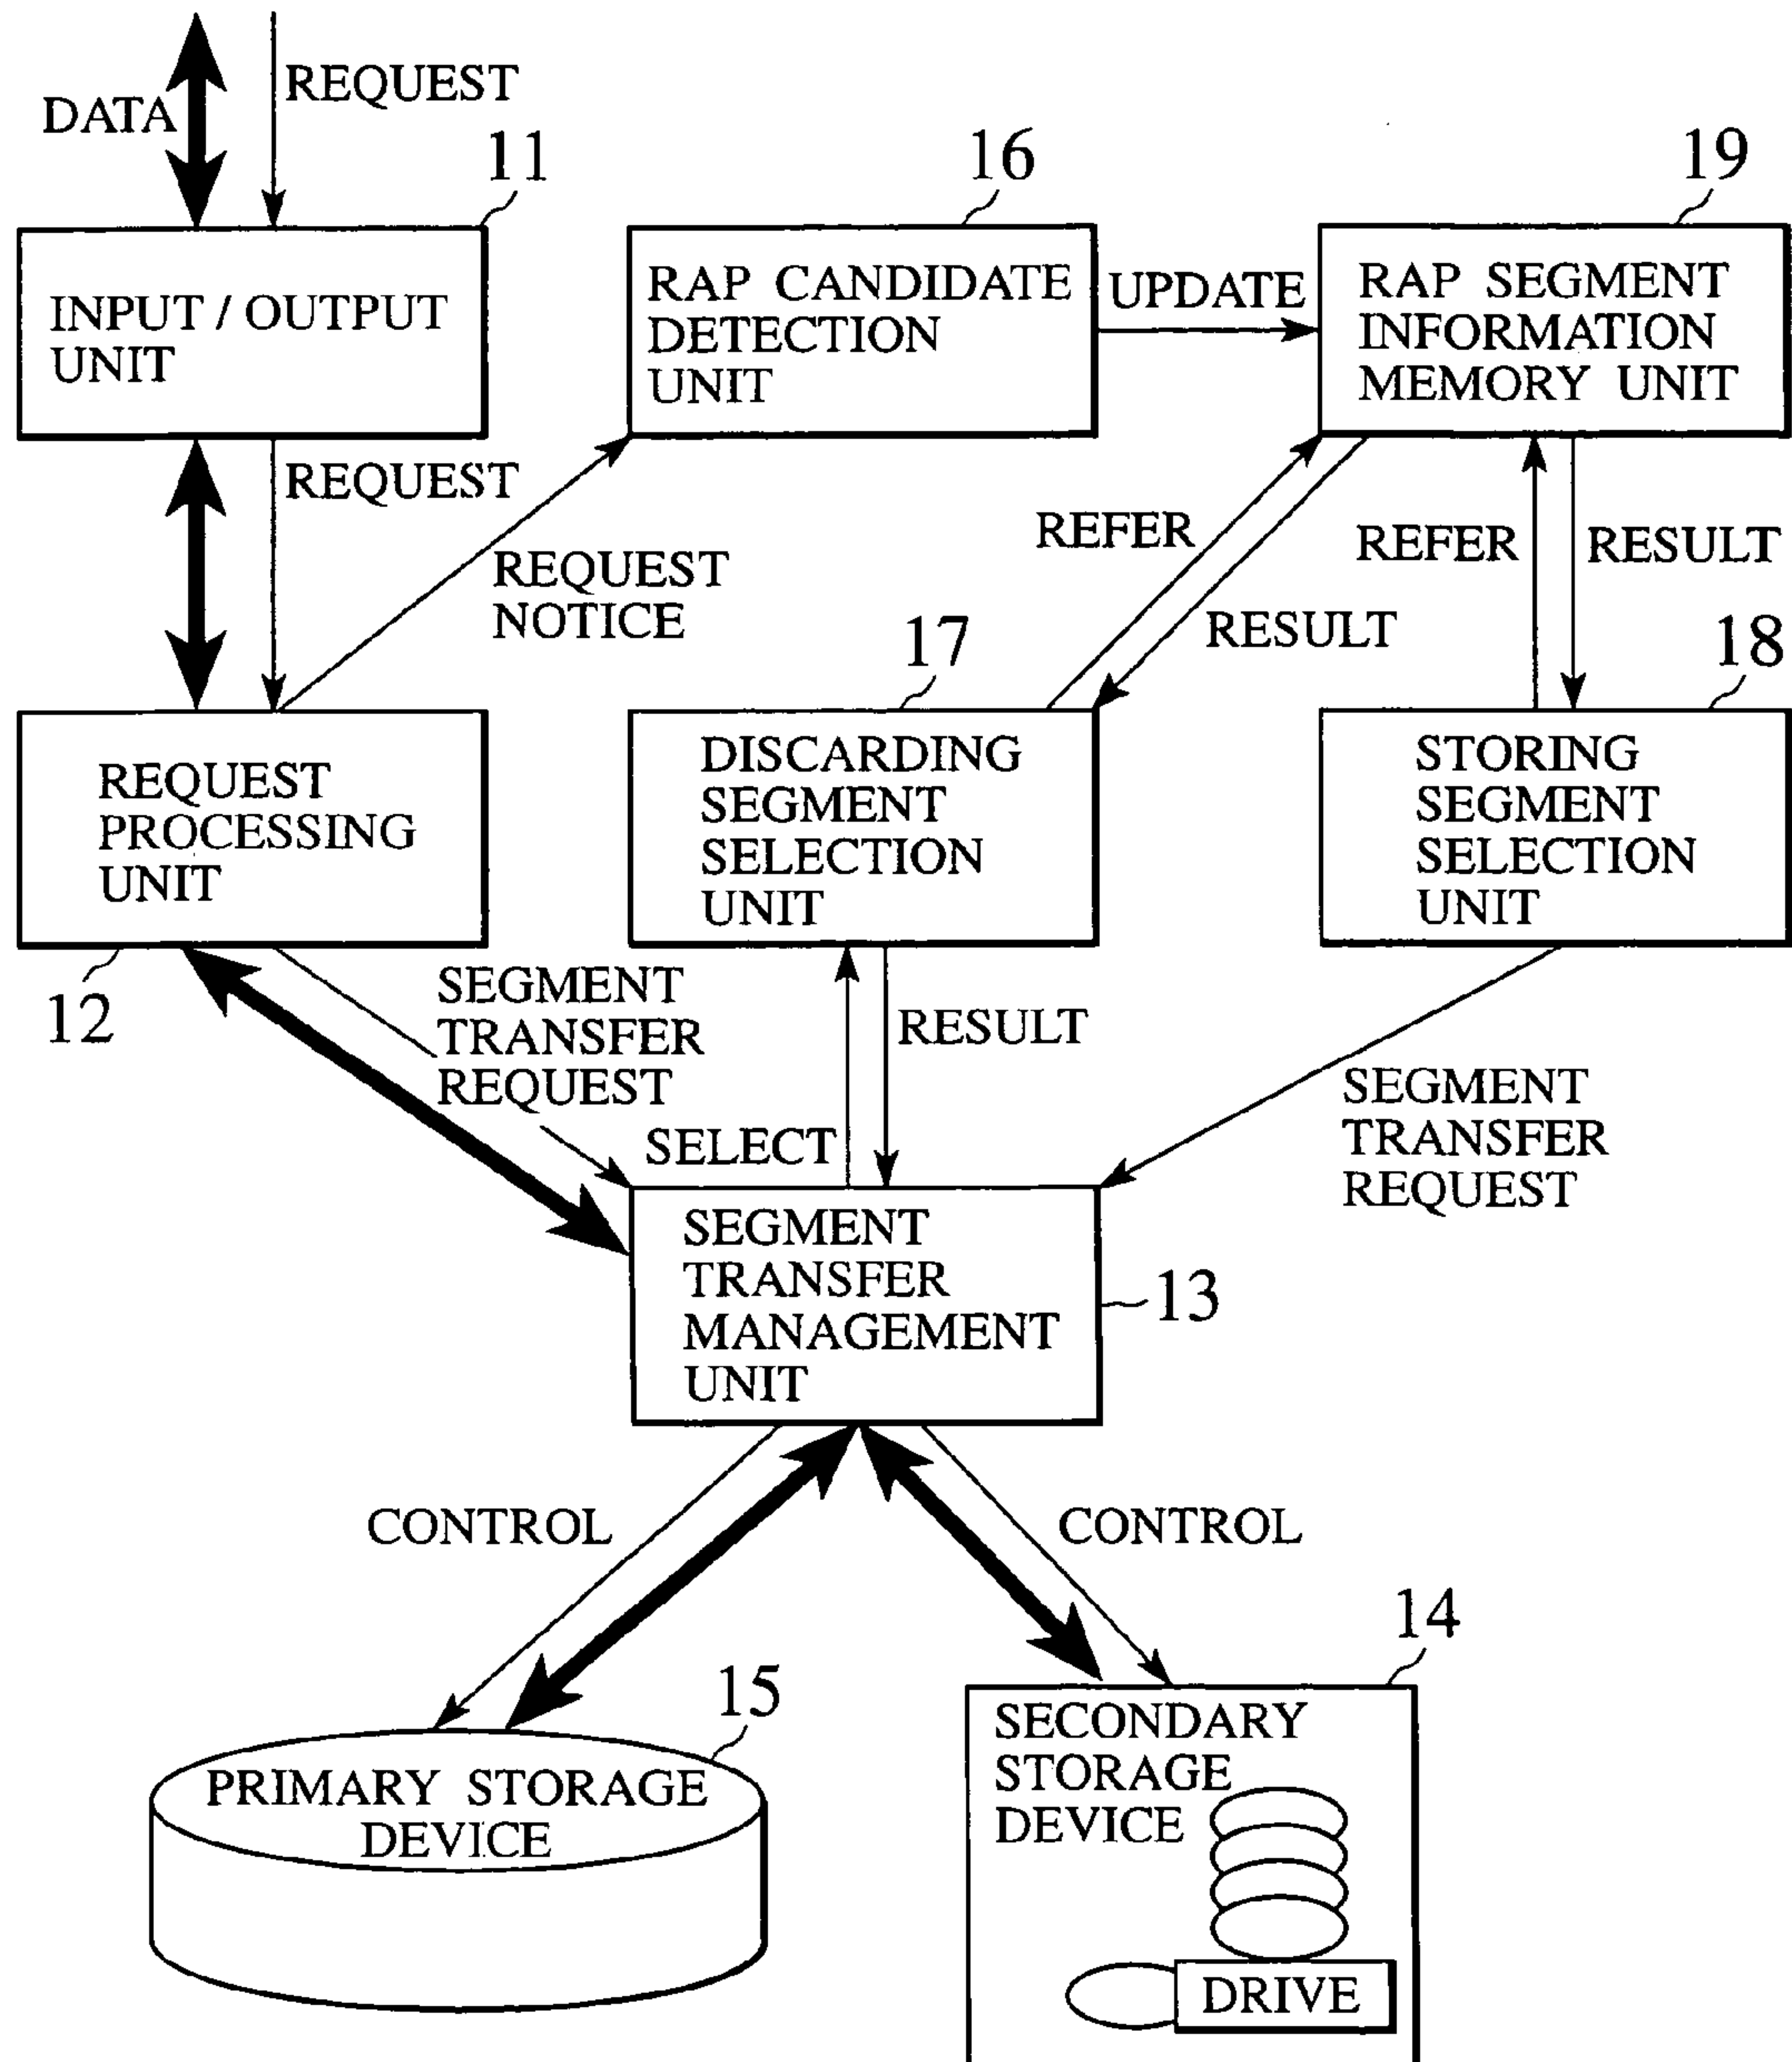 REQUEST
DATA
11
16
19
INPUT / OUTPUT
UNIT
RAP CANDIDATE
DETECTION
UNIT
UPDATE
RAP SEGMENT
INFORMATION
MEMORY UNIT
REQUEST
REQUEST
NOTICE
REFER
RESULT
REFER
RESULT
17
18
REQUEST
PROCESSING
UNIT
12
DISCARDING
SEGMENT
SELECTION
UNIT
STORING
SEGMENT
SELECTION
UNIT
SEGMENT
TRANSFER
REQUEST
SELECT
RESULT
SEGMENT
TRANSFER
REQUEST
SEGMENT
TRANSFER
MANAGEMENT
UNIT
13
CONTROL
CONTROL
15
14
PRIMARY STORAGE
DEVICE
SECONDARY
STORAGE
DEVICE
DRIVE